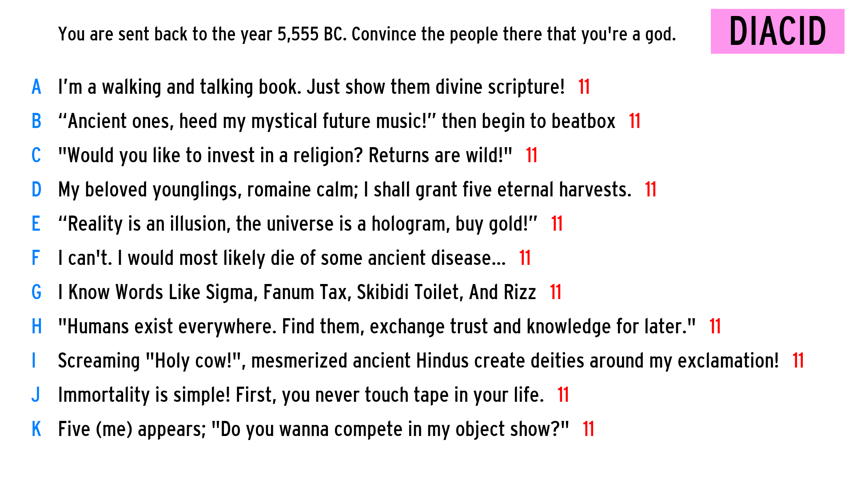 You are sent back to the year 5,555 BC. Convince the people there that you're a god.
DIACID
A I'm a walking and talking book. Just show them divine scripture! 11
B “Ancient ones, heed my mystical future music!” then begin to beatbox 11
C "Would you like to invest in a religion? Returns are wild!" 11
D My beloved younglings, romaine calm; I shall grant five eternal harvests. 11
E “Reality is an illusion, the universe is a hologram, buy gold!” 11
F I can't. I would most likely die of some ancient disease... 11
G I Know Words Like Sigma, Fanum Tax, Skibidi Toilet, And Rizz 11
H "Humans exist everywhere. Find them, exchange trust and knowledge for later." 11
I Screaming "Holy cow!", mesmerized ancient Hindus create deities around my exclamation! 11
J Immortality is simple! First, you never touch tape in your life. 11
K Five (me) appears; "Do you wanna compete in my object show?" 11